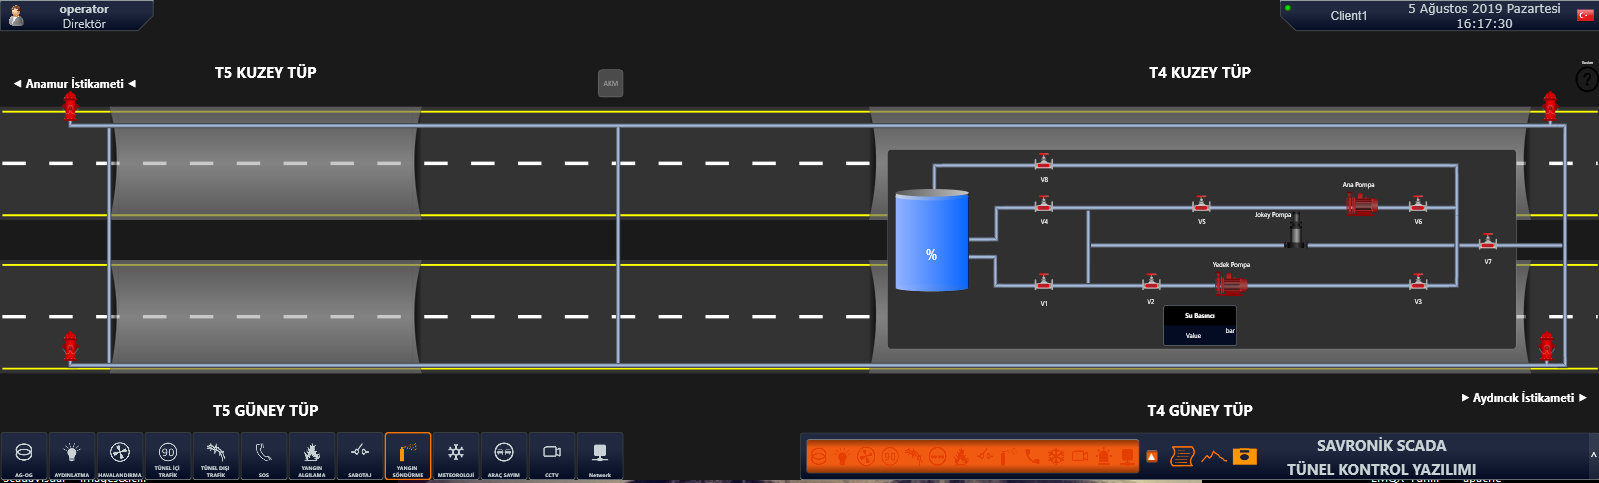 operator
Direktör
Client1
5 Ağustos 2019 Pazartesi
16:17:30
T5 KUZEY TÜP
T4 KUZEY TÜP
◄ Anamur İstikameti ◄
AKIM
?
V8
Ana Pompa
V4
V5
Jokey Pompa
V6
%
V7
Yedek Pompa
V1
V2
V3
Su Basıncı
bar
Value
► Aydıncık İstikameti ►
T5 GÜNEY TÜP
T4 GÜNEY TÜP
90
AG-OG
AYDINLATMA
HAVALANDIRMA
TÜNEL İÇİ TRAFİK
TÜNEL DIŞI TRAFİK
SOS
YANGIN ALGILAMA
SABOTAJ
YANGIN SÖNDÜRME
METEOROLOJİ
ARAÇ SAYIM
CCTV
Network
90
SAVRONİK SCADA
TÜNEL KONTROL YAZILIMI